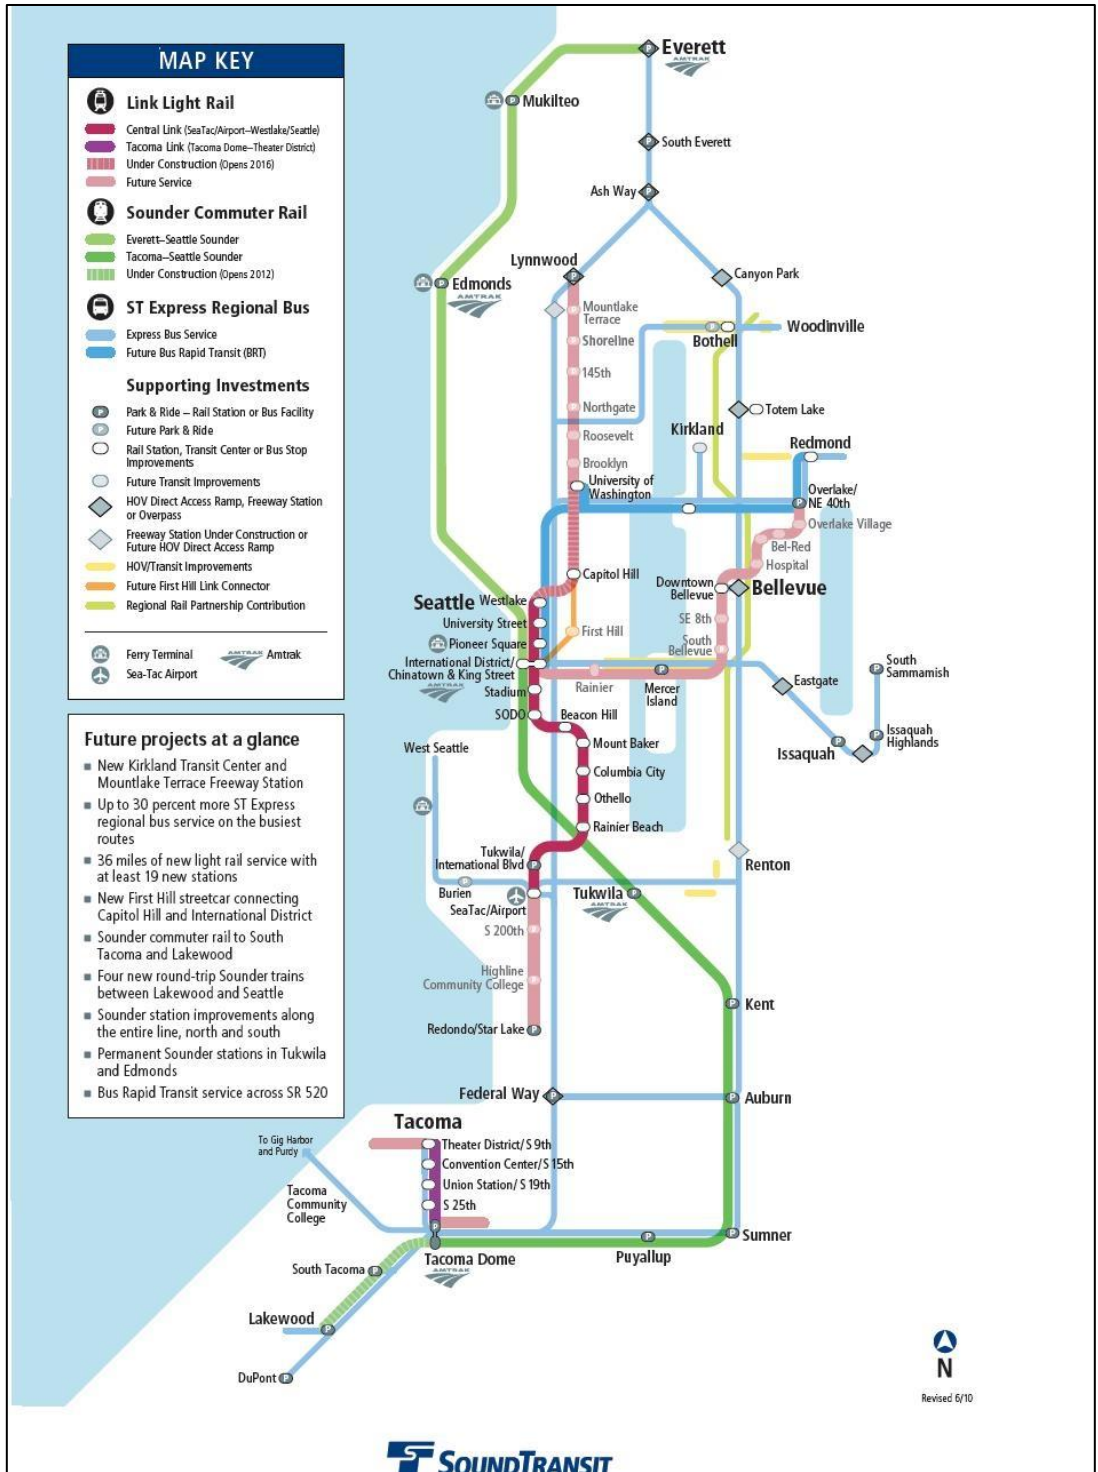 MAP KEY
Link Light Rail
Central Link (SeaTac/Airport–Westlake/Seattle)
Tacoma Link (Tacoma Dome–Theater District)
Under Construction (Opens 2016)
Future Service
Sounder Commuter Rail
Everett–Seattle Sounder
Tacoma–Seattle Sounder
Under Construction (Opens 2012)
ST Express Regional Bus
Express Bus Service
Future Bus Rapid Transit (BRT)
Supporting Investments
P
Park & Ride – Rail Station or Bus Facility
P
Future Park & Ride
Rail Station, Transit Center or Bus Stop
Improvements
Future Transit Improvements
HOV Direct Access Ramp, Freeway Station
or Overpass
Freeway Station Under Construction or
Future HOV Direct Access Ramp
HOV/Transit Improvements
Future First Hill Link Connector
Regional Rail Partnership Contribution
Ferry Terminal
AMTRAK
Amtrak
Sea-Tac Airport
Future projects at a glance
New Kirkland Transit Center and
Mountlake Terrace Freeway Station
Up to 30 percent more ST Express
regional bus service on the busiest
routes
36 miles of new light rail service with
at least 19 new stations
New First Hill streetcar connecting
Capitol Hill and International District
Sounder commuter rail to South
Tacoma and Lakewood
Four new round-trip Sounder trains
between Lakewood and Seattle
Sounder station improvements along
the entire line, north and south
Permanent Sounder stations in Tukwila
and Edmonds
Bus Rapid Transit service across SR 520
Everett
AMTRAK
Mukilteo
South Everett
Ash Way
Lynnwood
Canyon Park
Edmonds
AMTRAK
Mountlake
Terrace
Woodinville
Bothell
Shoreline
145th
Northgate
Totem Lake
Roosevelt
Kirkland
Redmond
Brooklyn
University of
Washington
Overlake/
NE 40th
Overlake Village
Bel-Red
Hospital
Capitol Hill
Downtown
Bellevue
Bellevue
Seattle
Westlake
University Street
SE 8th
First Hill
Pioneer Square
South
Bellevue
International District/
Chinatown & King Street
AMTRAK
South
Sammamish
Rainier
Mercer
Island
Eastgate
Stadium
SODO
Beacon Hill
Issaquah
Highlands
Issaquah
West Seattle
Mount Baker
Columbia City
Othello
Rainier Beach
Tukwila/
International Blvd
Renton
Burien
SeaTac/Airport
Tukwila
AMTRAK
S 200th
Highline
Community College
Kent
Redondo/Star Lake
Federal Way
Auburn
Tacoma
To Gig Harbor
and Purdy
Theater District/ S 9th
Convention Center/ S 15th
Tacoma
Community
College
Union Station/ S 19th
S 25th
Sumner
Puyallup
Tacoma Dome
AMTRAK
South Tacoma
Lakewood
DuPont
N
Revised 6/10
SOUNDTRANSIT